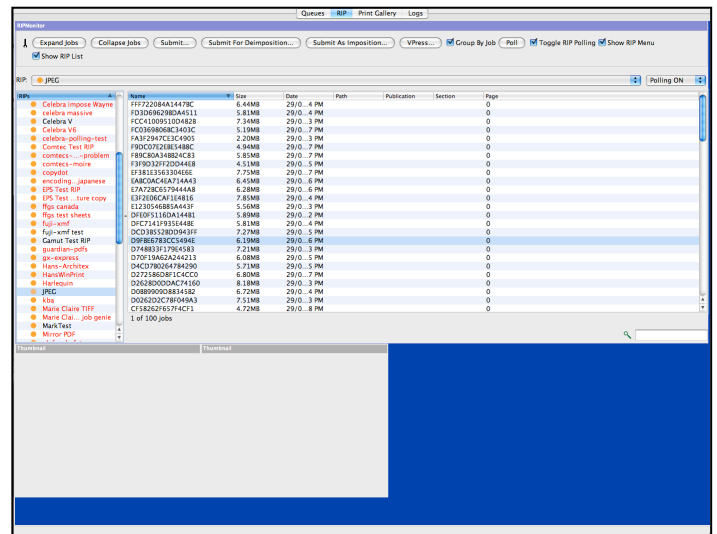 Queues RIP Print Gallery Logs
RIPMonitor
Expand Jobs Collapse Jobs Submit... Submit For Deimposition... Submit As Imposition... VPress... Group By Job Poll Toggle RIP Polling Show RIP Menu
Show RIP List
RIP: JPEG Polling ON
RIPs Name Size Date Path Publication Section Page
Celebra impose Wayne FFF722084A1447BC 6.44MB 29/0...4 PM 0
celebra massive FD3D69629BDA4511 5.81MB 29/0...4 PM 0
Celebra V FCC41009510D4828 7.34MB 29/0...3 PM 0
Celebra V6 FC03698068C3403C 5.19MB 29/0...7 PM 0
celebra-polling-test FA3F2947CE3C4905 2.20MB 29/0...3 PM 0
Comtec Test RIP F9DC07E2EBE54B8C 4.94MB 29/0...7 PM 0
comtecs-...-problem F89C80A34BB24C83 5.85MB 29/0...7 PM 0
comtecs-moire F3F9D32FF2DD44EB 4.51MB 29/0...5 PM 0
copydot EF381E3563304E6E 7.75MB 29/0...7 PM 0
encoding... japanese EABC0AC4EA714A43 6.45MB 29/0...6 PM 0
EPS Test RIP E7A728C6579444A8 6.28MB 29/0...6 PM 0
EPS Test ...ture copy E3F2E06CAF1E4816 7.85MB 29/0...4 PM 0
ffgs canada E1230546B85A443F 5.56MB 29/0...6 PM 0
ffgs test sheets DFE0F5116DA14481 5.89MB 29/0...2 PM 0
fuji-xmf DFC7141F935E44BE 5.81MB 29/0...4 PM 0
fuji-xmf test DCD3B552BDD943FF 7.27MB 29/0...5 PM 0
Gamut Test RIP D9F8E6783CC5494E 6.19MB 29/0...6 PM 0
guardian-pdfs D748B33F179E4583 7.21MB 29/0...3 PM 0
gx-express D70F19A62A244213 6.08MB 29/0...5 PM 0
Hans-Architex D4CD7B0264784290 5.71MB 29/0...5 PM 0
HansWinPrint D272586D8F1C4CC0 6.80MB 29/0...7 PM 0
Harlequin D2628D0DDAC74160 8.18MB 29/0...3 PM 0
JPEG D0BB9909D8834582 6.72MB 29/0...4 PM 0
kba D0262D2C78F049A3 7.51MB 29/0...3 PM 0
Marie Claire TIFF CF58262F657F4CF1 4.72MB 29/0...8 PM 0
Marie Clai... job genie 1 of 100 jobs
MarkTest
Mirror PDF
Thumbnail Thumbnail